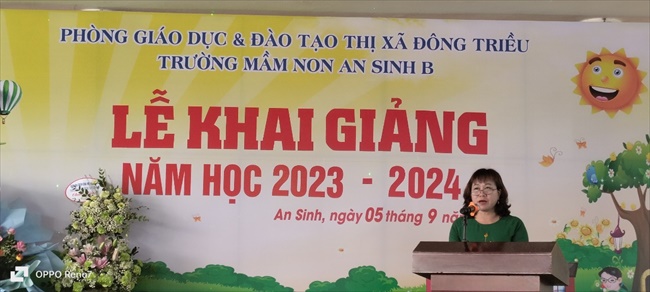 PHÒNG GIÁO DỤC & ĐÀO TẠO THỊ XÃ ĐÔNG TRIỀU
TRƯỜNG MẦM NON AN SINH B
LỄ KHAI GIẢNG
NĂM HỌC 2023 - 2024
An Sinh, ngày 05 tháng 9 năm
OPPO Reno7